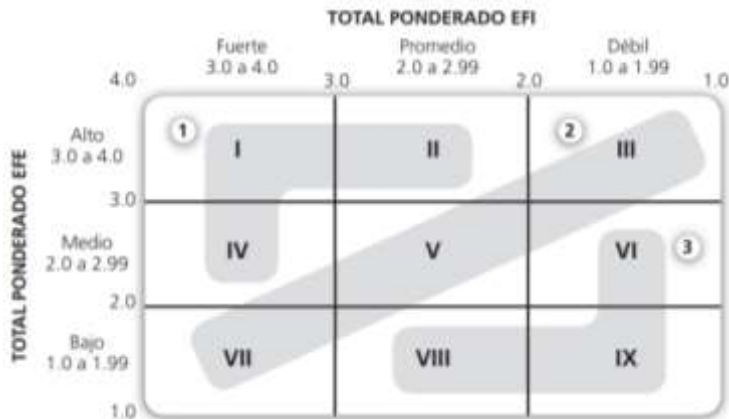 TOTAL PONDERADO EFI
Fuerte Promedio Débil
3.0 a 4.0 2.0 a 2.99 1.0 a 1.99
4.0 3.0 2.0 1.0
TOTAL PONDERADO EFE
1 2
Alto I II III
3.0 a 4.0
3.0
Medio IV V VI 3
2.0 a 2.99
2.0
Bajo VII VIII IX
1.0 a 1.99
1.0